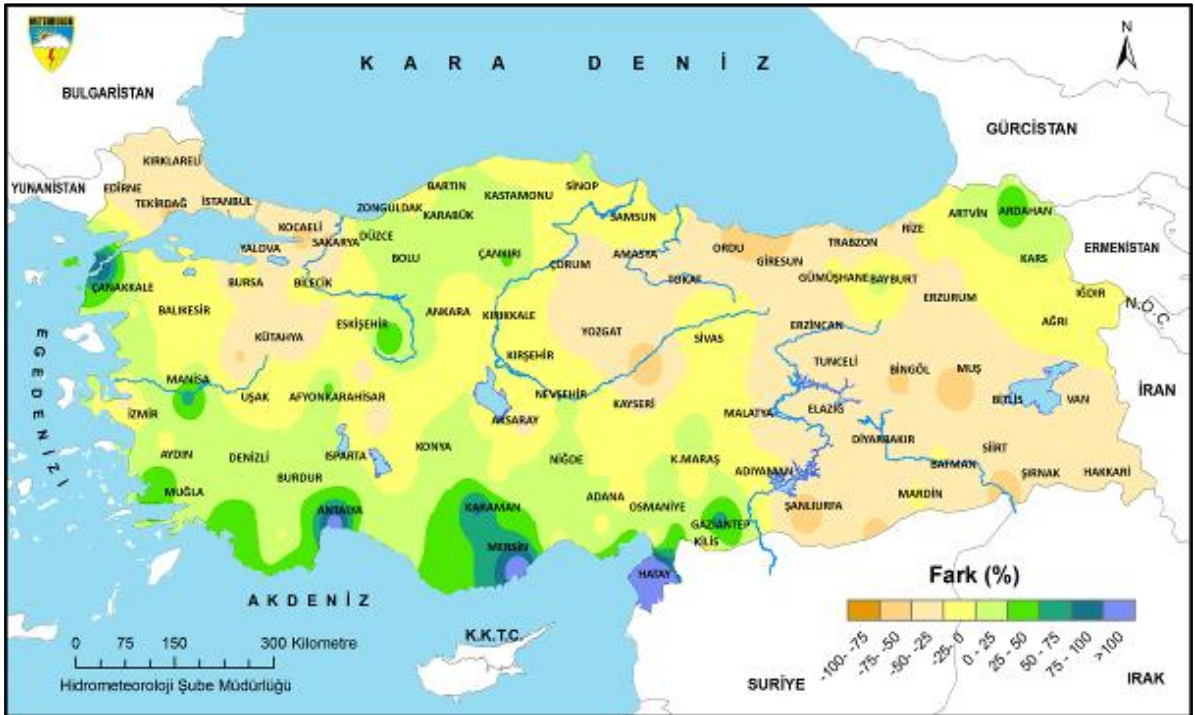 METEOROLOJİ
N
K A R A D E N İ Z
BULGARİSTAN
GÜRCİSTAN
YUNANİSTAN
ERMENİSTAN
N.Ö.C.
İRAN
EGE DENİZİ
KIRKLARELİ
EDİRNE
TEKİRDAĞ
İSTANBUL
KOCAELİ
YALOVA
SAKARYA
ZONGULDAK
DÜZCE
BARTIN
KARABÜK
KASTAMONU
SİNOP
SAMSUN
BOLU
ÇANKIRI
ÇORUM
AMASYA
TOKAT
ORDU
GİRESUN
TRABZON
RİZE
ARTVİN
ARDAHAN
KARS
GÜMÜŞHANE
BAYBURT
ERZURUM
IĞDIR
AĞRI
ÇANAKKALE
BALIKESİR
BURSA
BİLECİK
ESKİŞEHİR
ANKARA
KIRIKKALE
KÜTAHYA
YOZGAT
SİVAS
ERZİNCAN
KIRŞEHİR
TUNCELİ
BİNGÖL
MUŞ
MANİSA
İZMİR
UŞAK
AFYONKARAHİSAR
AKSARAY
NEVŞEHİR
KAYSERİ
MALATYA
ELAZIĞ
BİTLİS
VAN
AYDIN
DENİZLİ
ISPARTA
KONYA
NİĞDE
K.MARAŞ
ADIYAMAN
DİYARBAKIR
SİİRT
BATMAN
ŞIRNAK
HAKKARİ
MUĞLA
BURDUR
ANTALYA
KARAMAN
MERSİN
ADANA
OSMANİYE
GAZİANTEP
KİLİS
ŞANLIURFA
MARDİN
HATAY
A K D E N İ Z
K.K.T.C.
SURİYE
IRAK
0 75 150 300 Kilometre
Hidrometeoroloji Şube Müdürlüğü
Fark (%)
-100- -75
-75- -50
-50- -25
-25- 0
0 - 25
25 - 50
50 - 75
75 - 100
>100